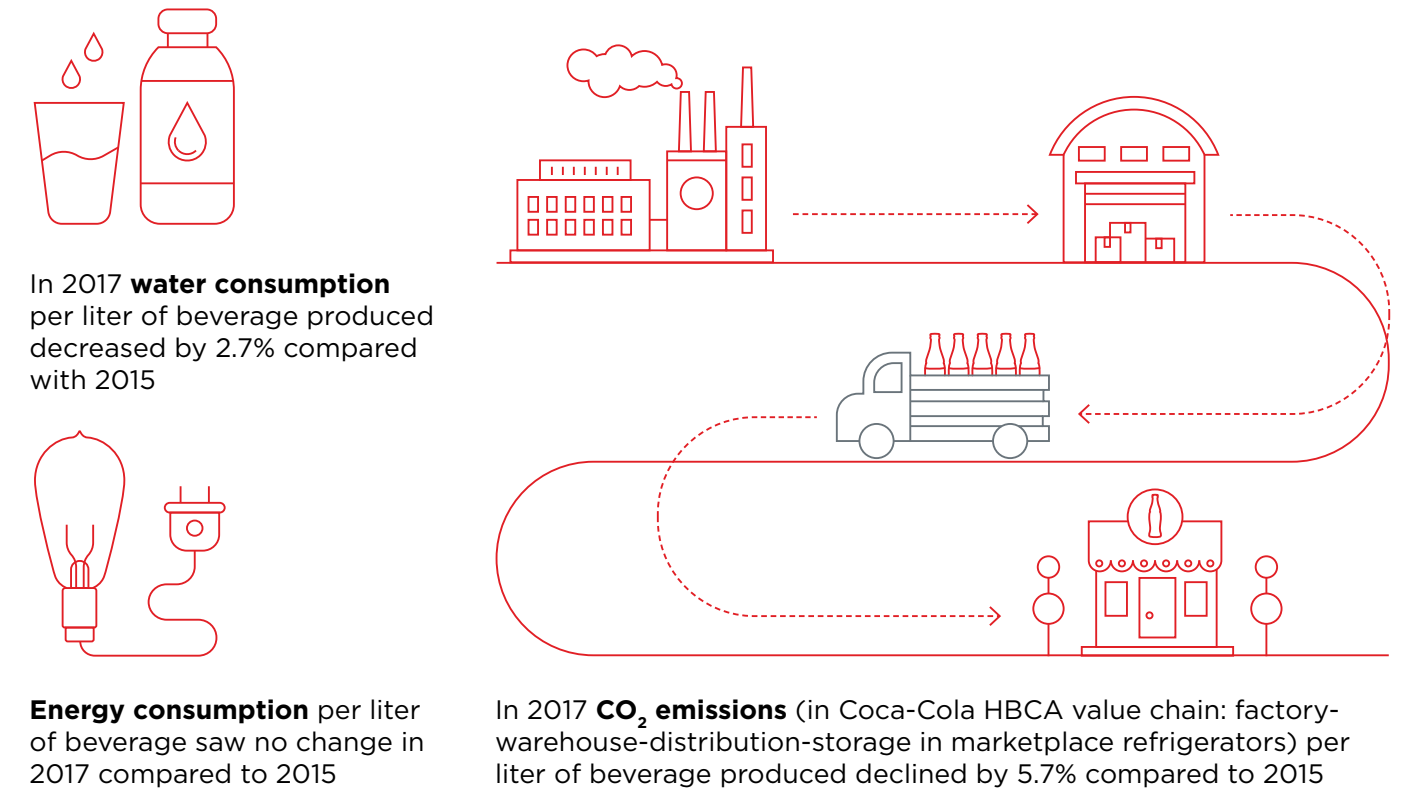 In 2017 water consumption
per liter of beverage produced
decreased by 2.7% compared
with 2015
Energy consumption per liter
of beverage saw no change in
2017 compared to 2015
In 2017 CO₂ emissions (in Coca-Cola HBCA value chain: factory-
warehouse-distribution-storage in marketplace refrigerators) per
liter of beverage produced declined by 5.7% compared to 2015